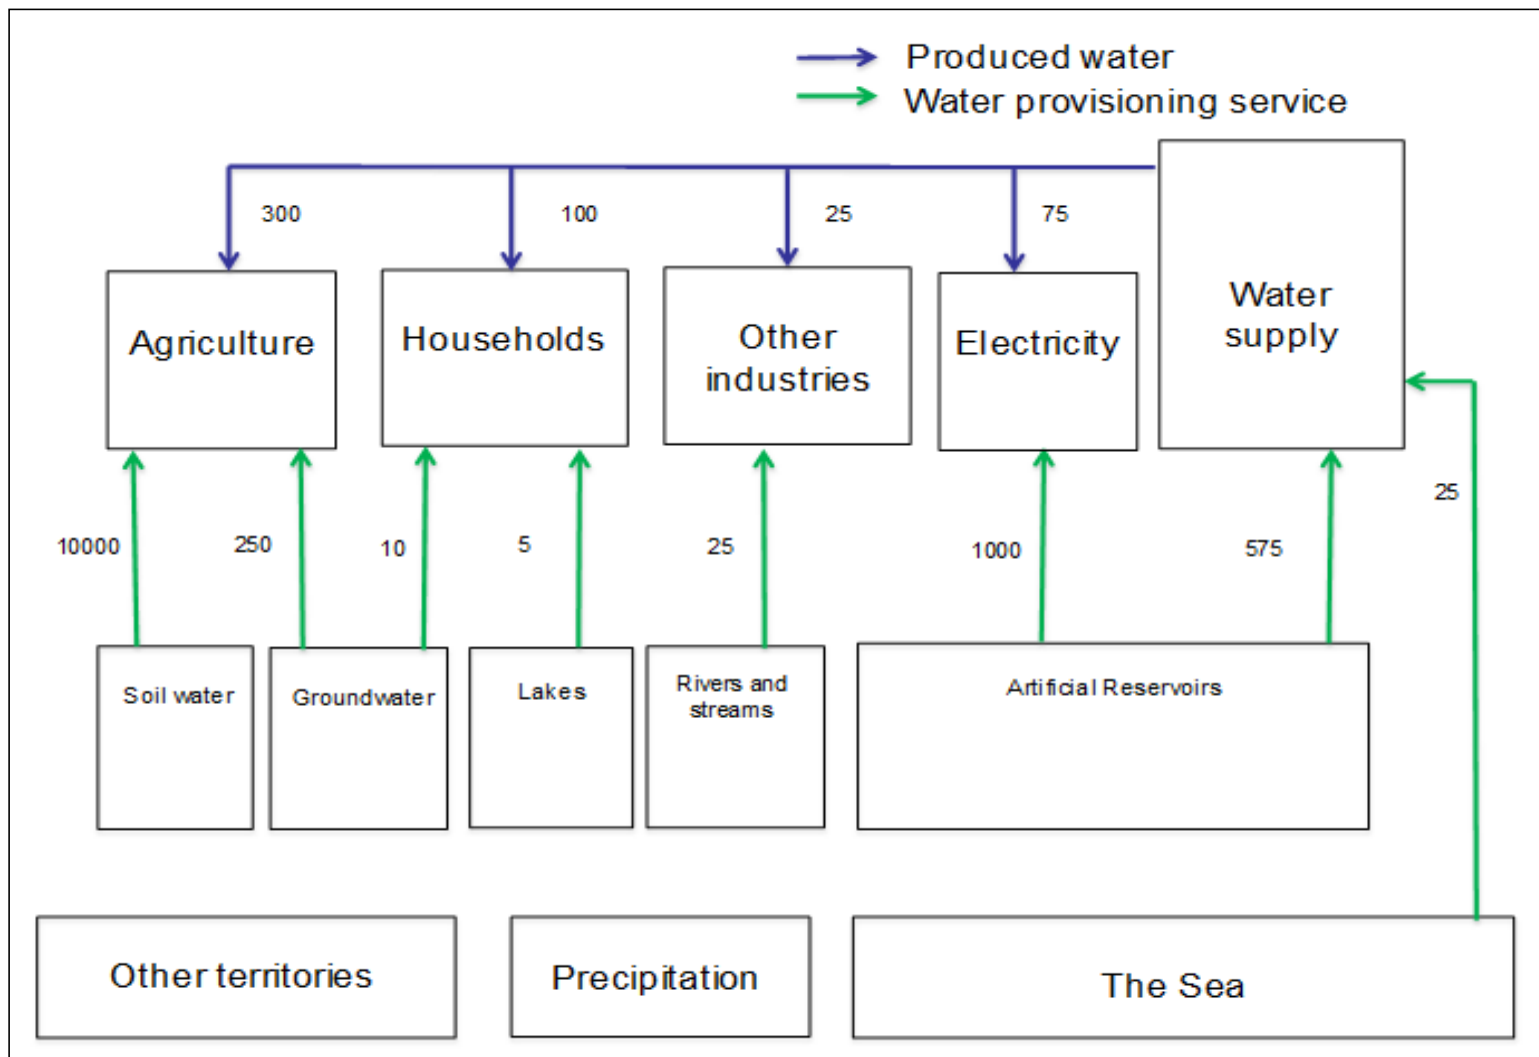 Produced water
Water provisioning service
300
100
25
75
Agriculture
Households
Other
industries
Electricity
Water
supply
10000
250
10
5
25
1000
575
25
Soil water
Groundwater
Lakes
Rivers and
streams
Artificial Reservoirs
Other territories
Precipitation
The Sea